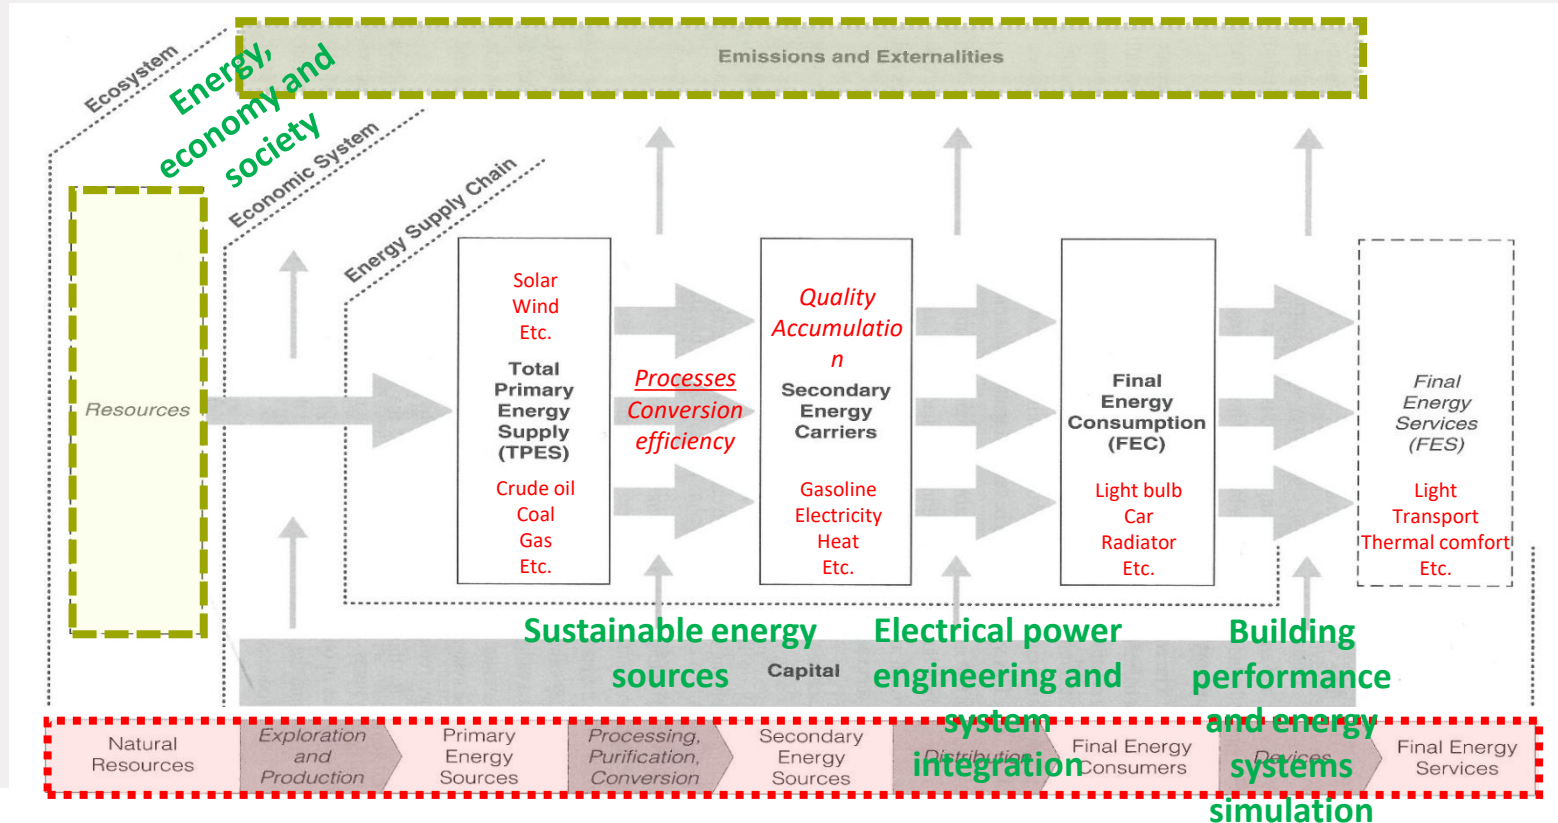 Emissions and Externalities
Ecosystem
Energy,
economy and
society
Economic System
Energy Supply Chain
Resources
Solar
Wind
Etc.
Total
Primary
Energy
Supply
(TPES)
Crude oil
Coal
Gas
Etc.
Processes
Conversion
efficiency
Quality
Accumulatio
n
Secondary
Energy
Carriers
Gasoline
Electricity
Heat
Etc.
Final
Energy
Consumption
(FEC)
Light bulb
Car
Radiator
Etc.
Final
Energy
Services
(FES)
Light
Transport
Thermal comfort
Etc.
Sustainable energy
sources
Capital
Electrical power
engineering and
system
integration
Building
performance
and energy
systems
simulation
Natural
Resources
Exploration
and
Production
Primary
Energy
Sources
Processing,
Purification,
Conversion
Secondary
Energy
Sources
Distribution
Final Energy
Consumers
Devices
Final Energy
Services